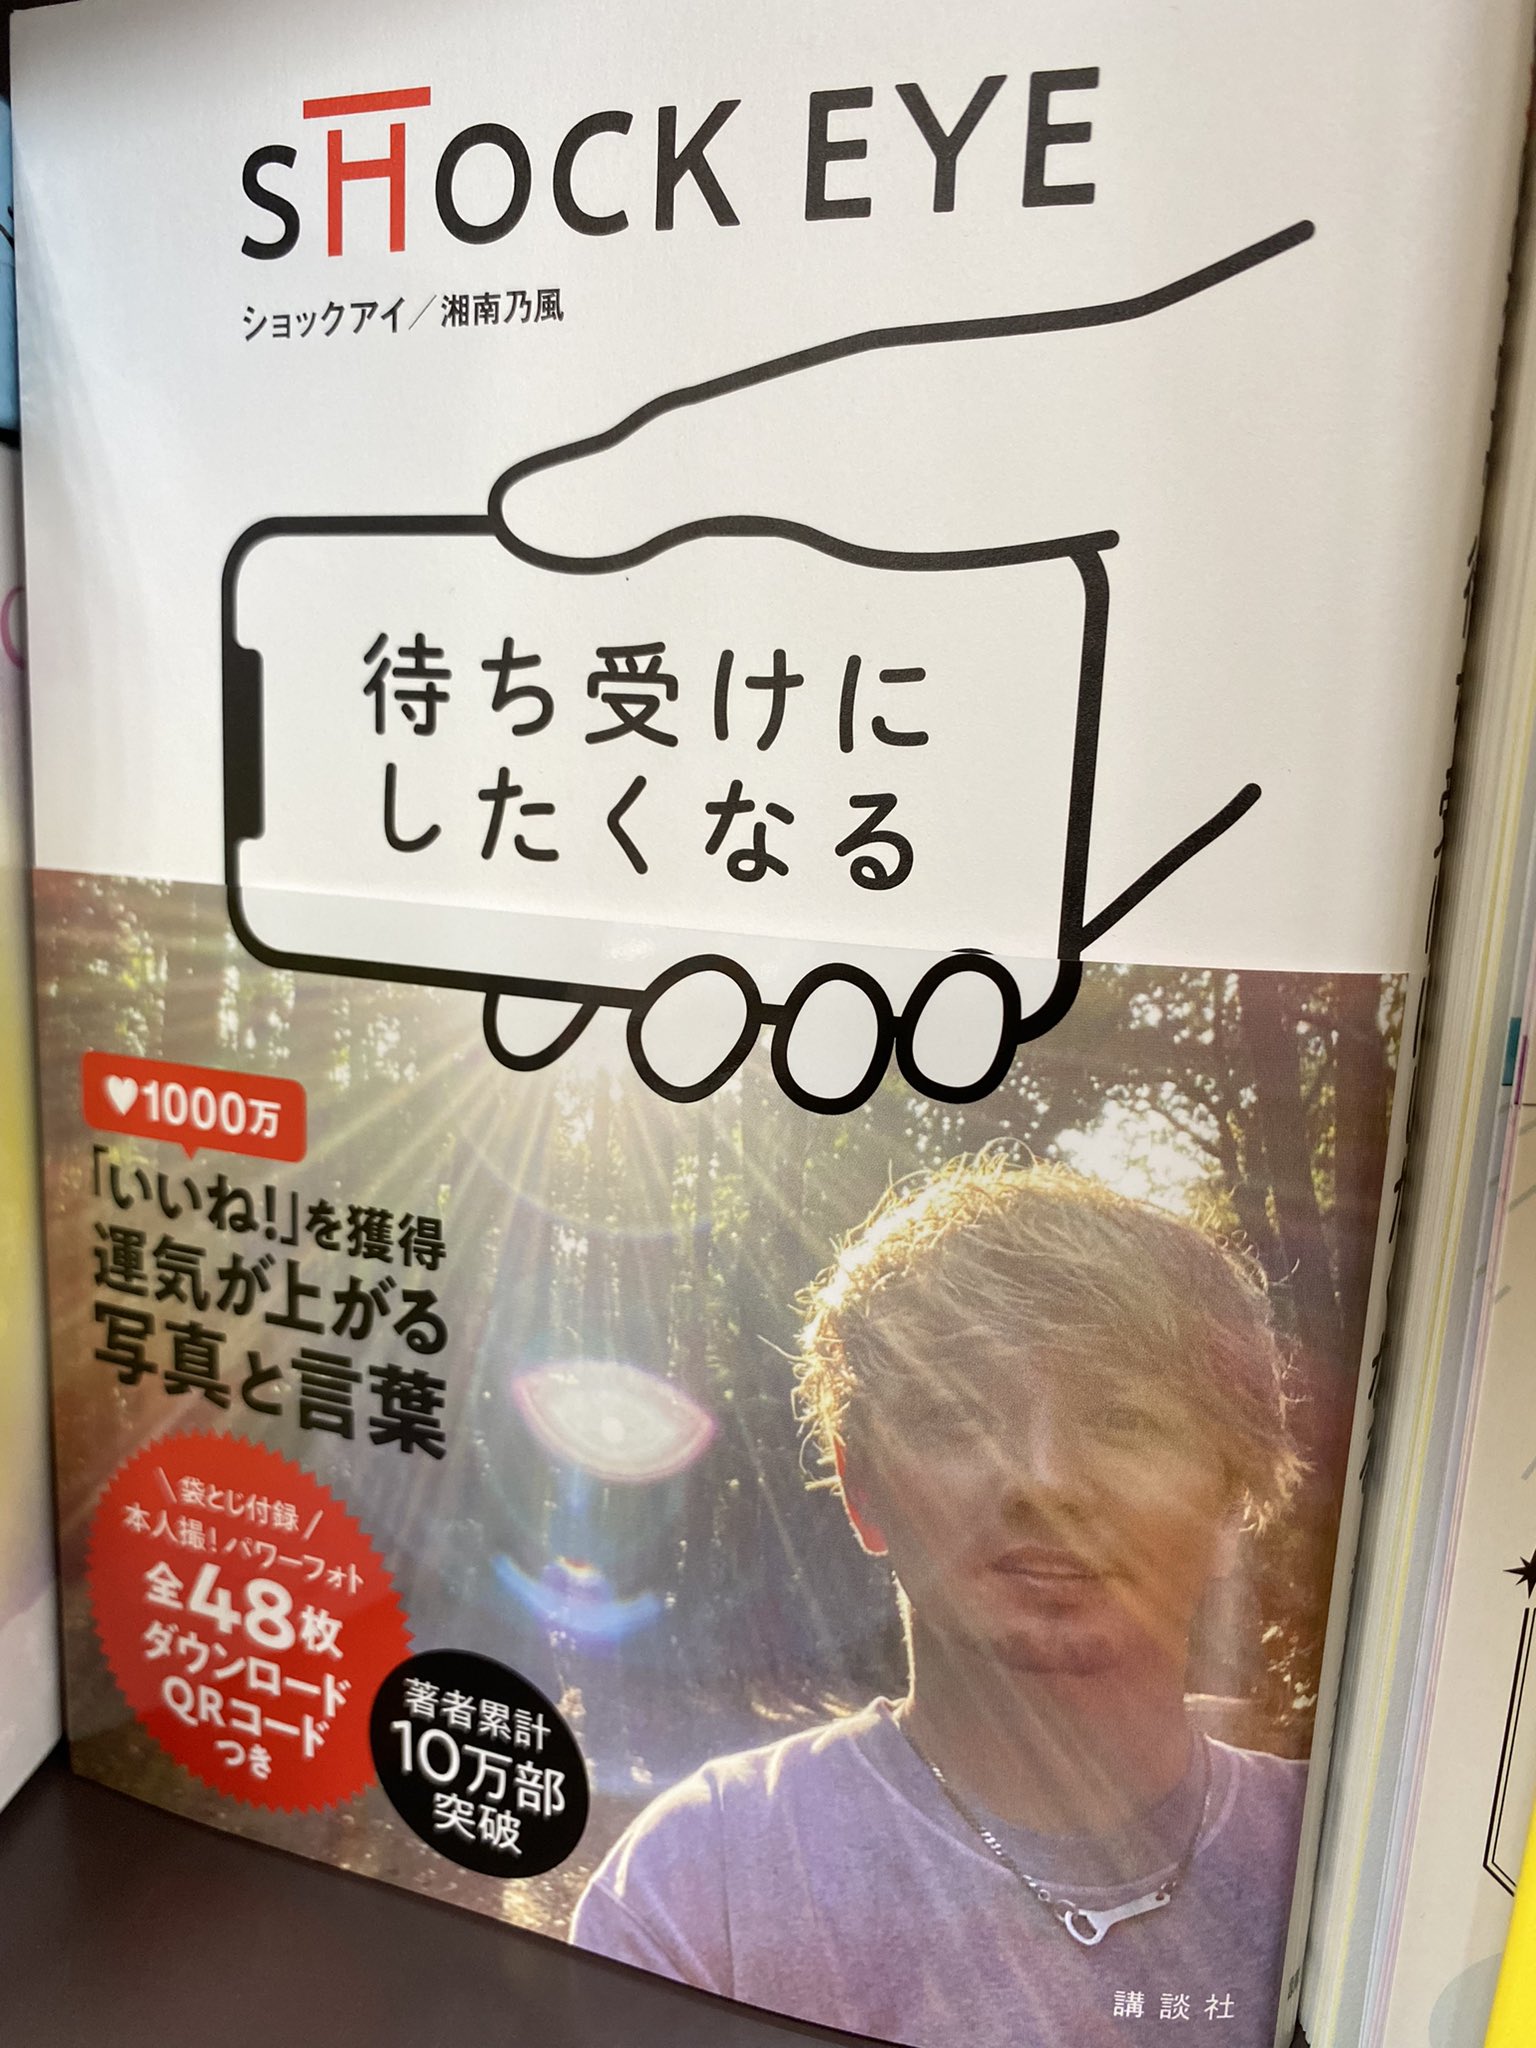 SHOCK EYE
ショックアイ／湘南乃風
待ち受けに
したくなる
♥1000万
「いいね!」を獲得
運気が上がる
写真と言葉
\袋とじ付録/
本人撮！パワーフォト
全48枚
ダウンロード
QRコード
つき
著者累計
10万部
突破
講談社